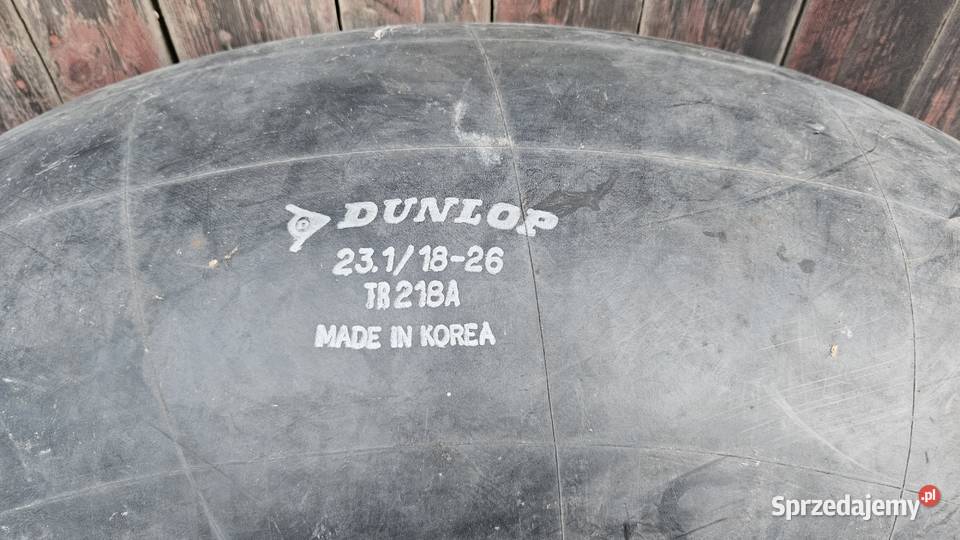 DUNLOP
23.1/18-26
TR218A
MADE IN KOREA
Sprzedajemy.pl